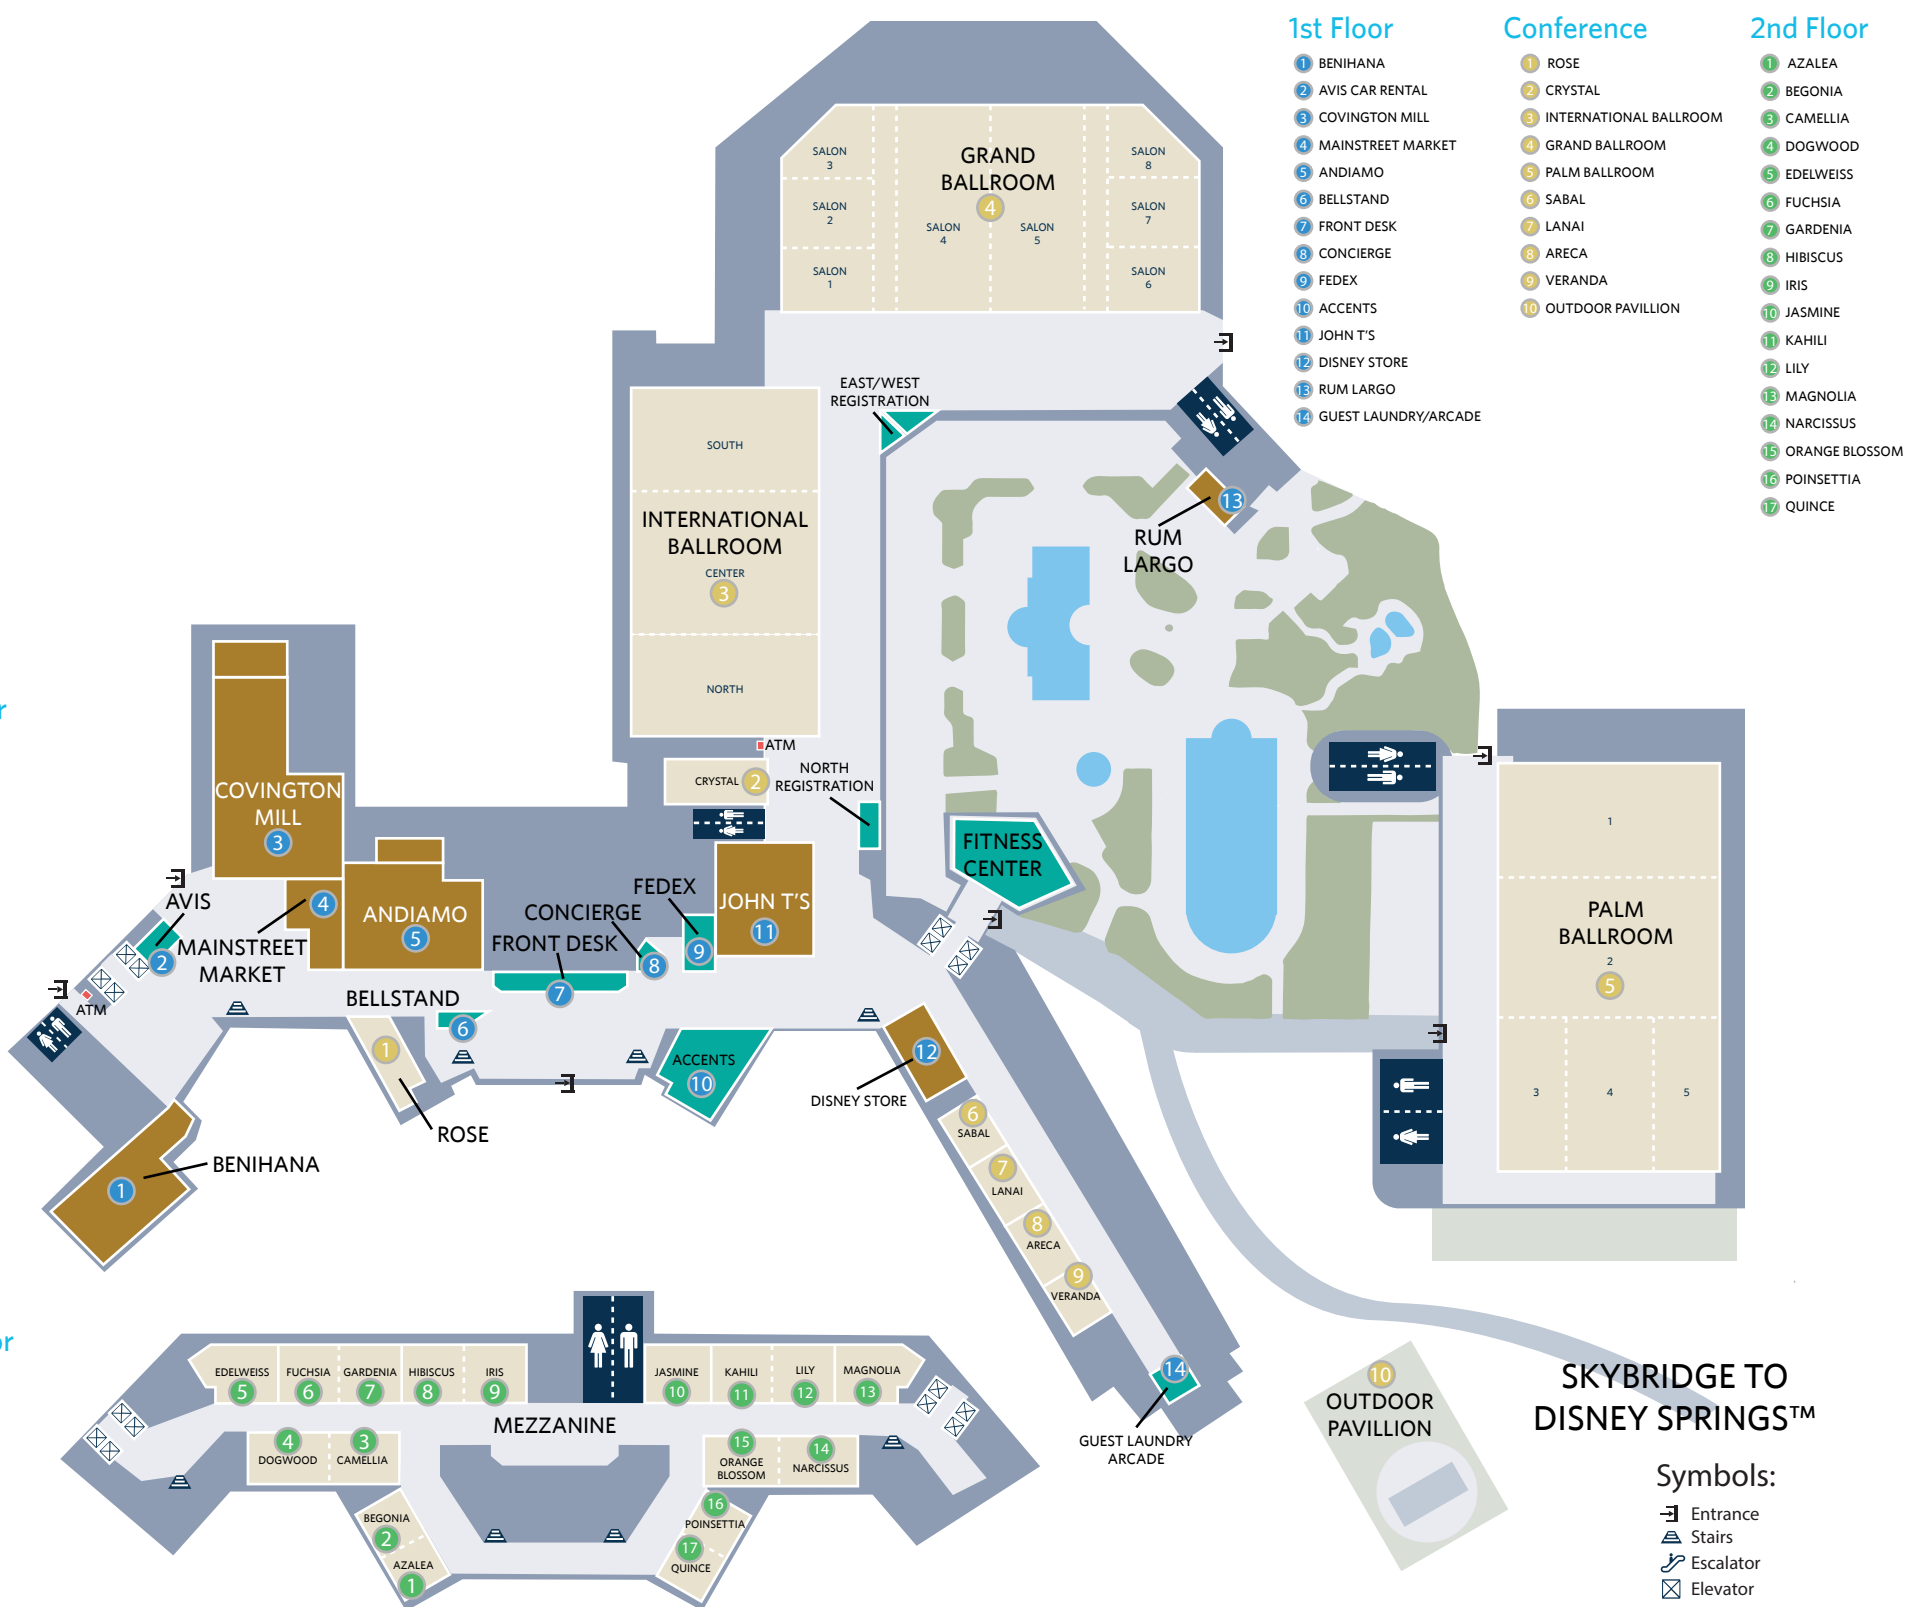 1st Floor
1 BENIHANA
2 AVIS CAR RENTAL
3 COVINGTON MILL
4 MAINSTREET MARKET
5 ANDIAMO
6 BELLSTAND
7 FRONT DESK
8 CONCIERGE
9 FEDEX
10 ACCENTS
11 JOHN T'S
12 DISNEY STORE
13 RUM LARGO
14 GUEST LAUNDRY/ARCADE
Conference
1 ROSE
2 CRYSTAL
3 INTERNATIONAL BALLROOM
4 GRAND BALLROOM
5 PALM BALLROOM
6 SABAL
7 LANAI
8 ARECA
9 VERANDA
10 OUTDOOR PAVILLION
2nd Floor
1 AZALEA
2 BEGONIA
3 CAMELLIA
4 DOGWOOD
5 EDELWEISS
6 FUCHSIA
7 GARDENIA
8 HIBISCUS
9 IRIS
10 JASMINE
11 KAHILI
12 LILY
13 MAGNOLIA
14 NARCISSUS
15 ORANGE BLOSSOM
16 POINSETTIA
17 QUINCE
SALON
3
SALON
2
SALON
1
GRAND
BALLROOM
4
SALON
4
SALON
5
SALON
8
SALON
7
SALON
6
EAST/WEST
REGISTRATION
SOUTH
INTERNATIONAL
BALLROOM
CENTER
3
NORTH
ATM
CRYSTAL 2
NORTH
REGISTRATION
13
RUM
LARGO
r
COVINGTON
MILL
3
FITNESS
CENTER
1
PALM
BALLROOM
2
5
3
4
5
AVIS
2
4
MAINSTREET
MARKET
ANDIAMO
5
FEDEX
9
CONCIERGE
8
FRONT DESK
7
JOHN T'S
11
ATM
BELLSTAND
6
1
ROSE
ACCENTS
10
12
DISNEY STORE
BENIHANA
1
6
SABAL
7
LANAI
8
ARECA
9
VERANDA
14
GUEST LAUNDRY
ARCADE
or
EDELWEISS
5
FUCHSIA
6
GARDENIA
7
HIBISCUS
8
IRIS
9
JASMINE
10
KAHILI
11
LILY
12
MAGNOLIA
13
MEZZANINE
4
DOGWOOD
3
CAMELLIA
15
ORANGE
BLOSSOM
14
NARCISSUS
BEGONIA
2
AZALEA
1
16
POINSETTIA
17
QUINCE
10
OUTDOOR
PAVILLION
SKYBRIDGE TO
DISNEY SPRINGS™
Symbols:
Entrance
Stairs
Escalator
Elevator